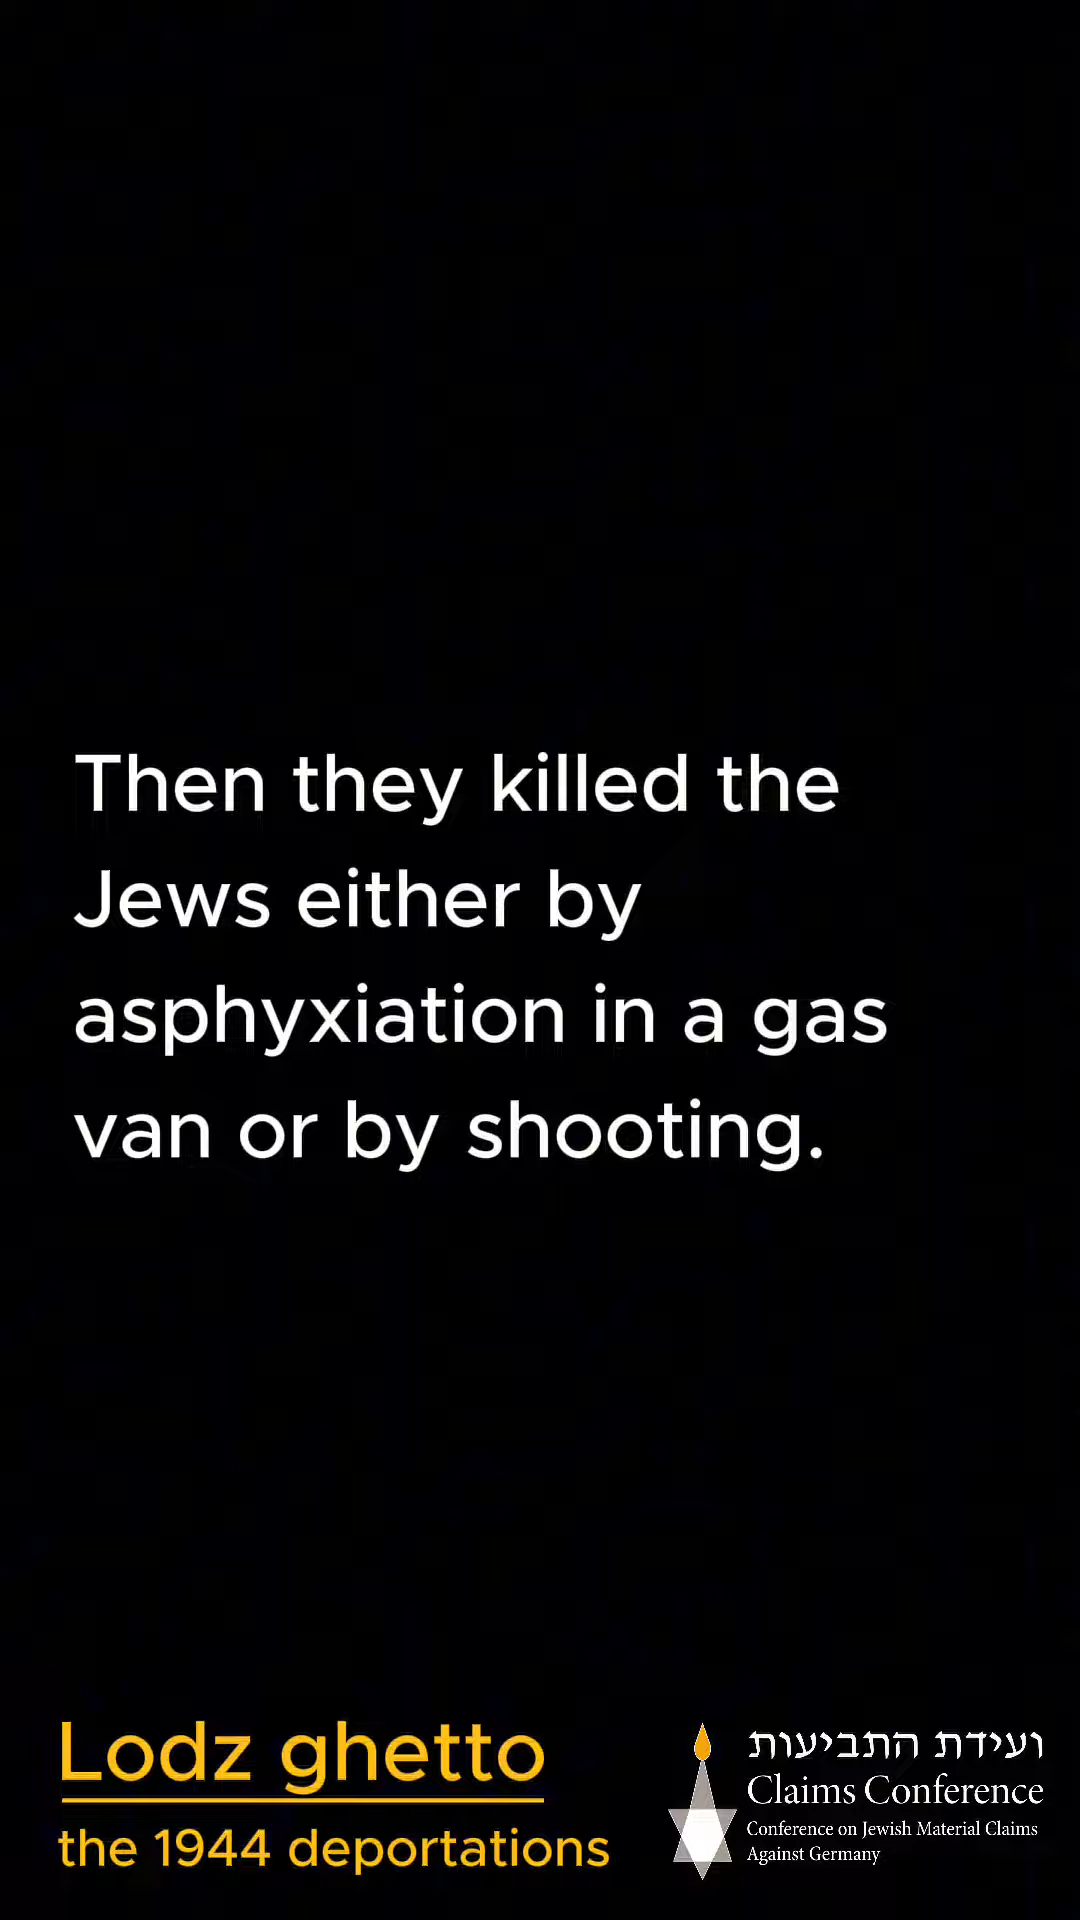 Then they killed the
Jews either by
asphyxiation in a gas
van or by shooting.
Lodz ghetto
the 1944 deportations
ועידת התביעות
Claims Conference
Conference on Jewish Material Claims
Against Germany